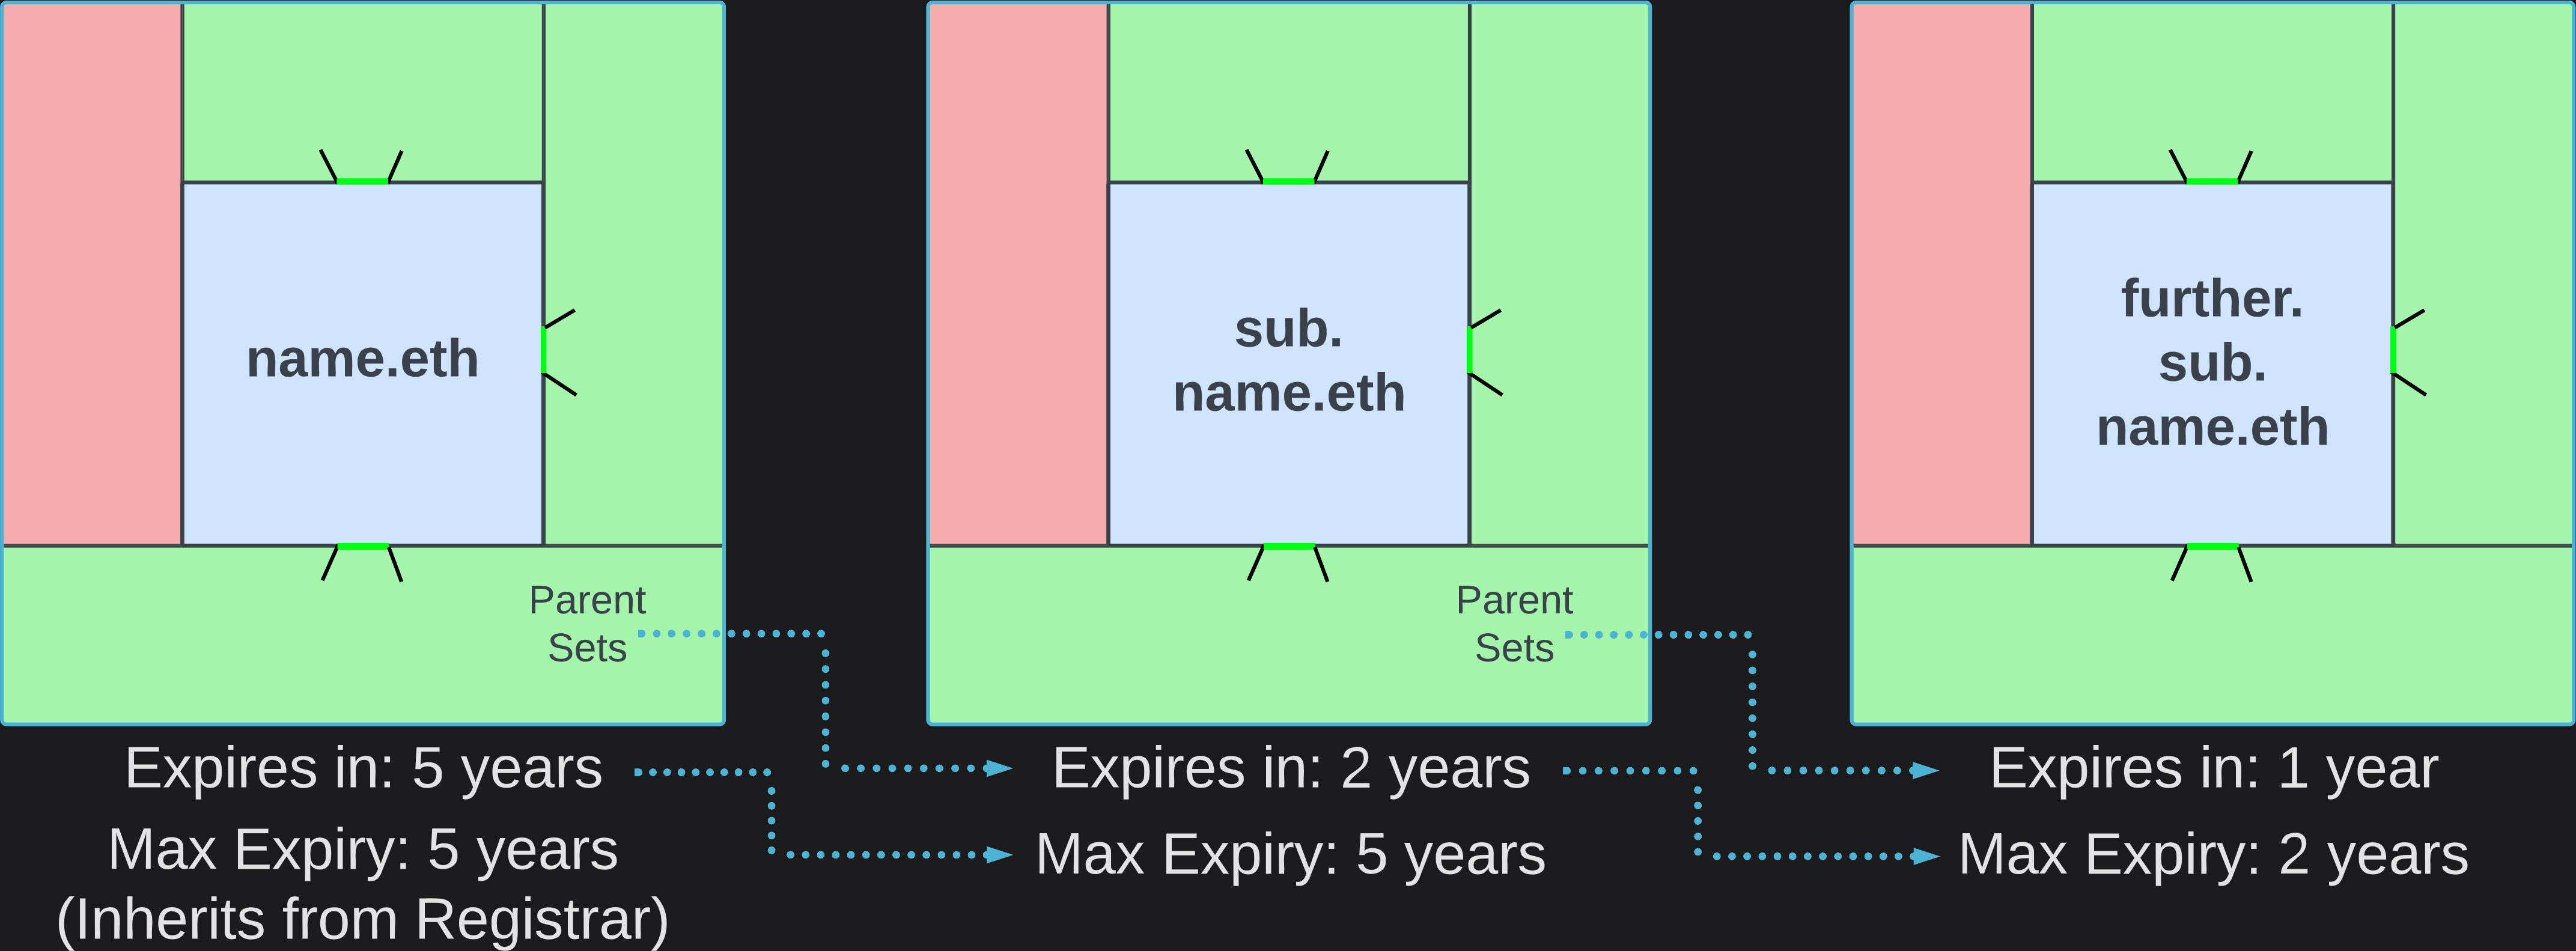 name.eth
Parent
Sets
Expires in: 5 years
Max Expiry: 5 years
(Inherits from Registrar)
sub.
name.eth
Parent
Sets
Expires in: 2 years
Max Expiry: 5 years
further.
sub.
name.eth
Expires in: 1 year
Max Expiry: 2 years